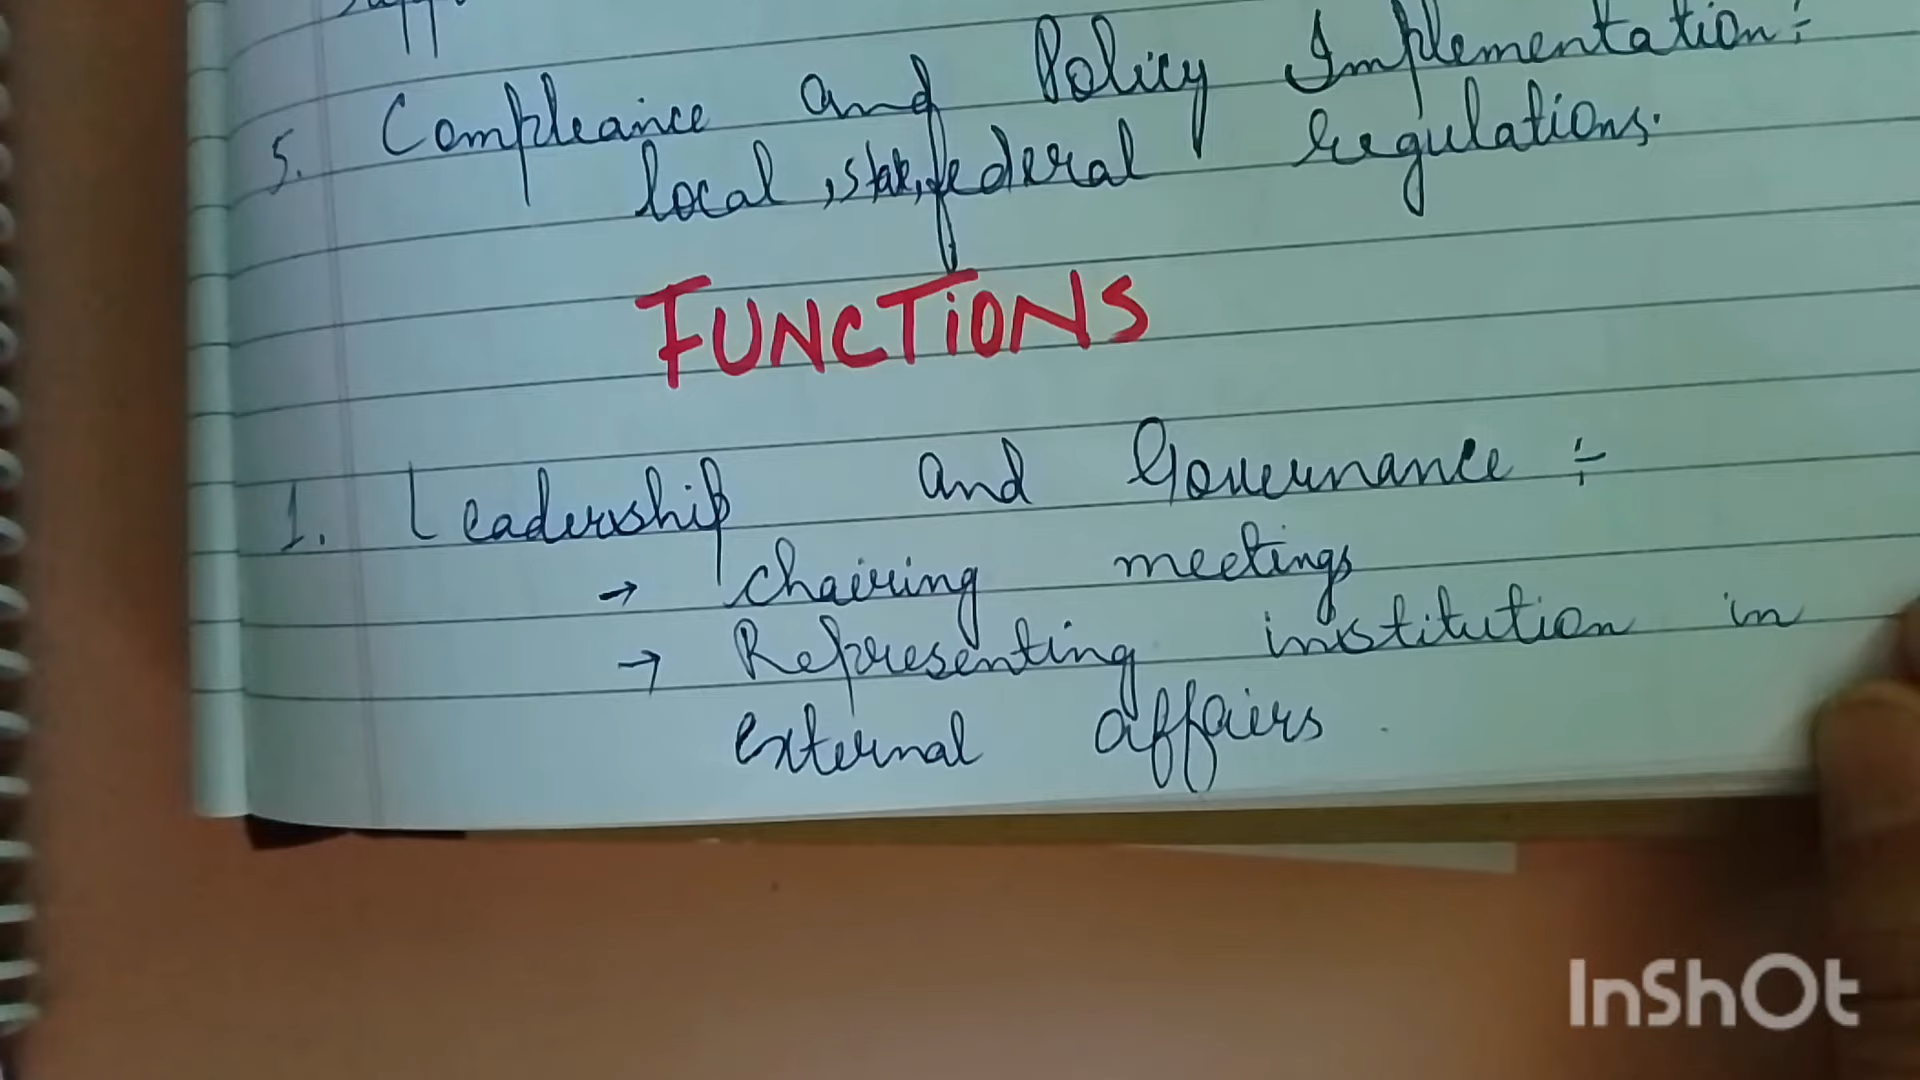 5. Compleance and Policy Implementation:-
local, state, federal regulations.
FUNCTIONS
1. Leadership and Governance :-
→ chairing meetings
→ Representing institution in
external affairs.
InShOt